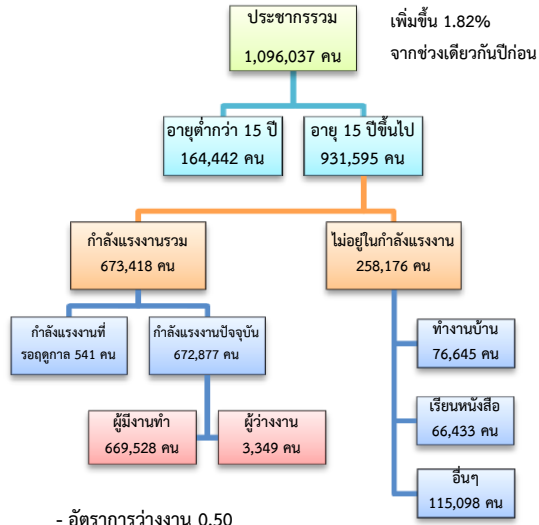 ประชากรรวม
1,096,037 คน
เพิ่มขึ้น 1.82%
จากช่วงเดียวกันปีก่อน
อายุต่ำกว่า 15 ปี
164,442 คน
อายุ 15 ปีขึ้นไป
931,595 คน
กำลังแรงงานรวม
673,418 คน
ไม่อยู่ในกำลังแรงงาน
258,176 คน
กำลังแรงงานที่
รอฤดูกาล 541 คน
กำลังแรงงานปัจจุบัน
672,877 คน
ทำงานบ้าน
76,645 คน
ผู้มีงานทำ
669,528 คน
ผู้ว่างงาน
3,349 คน
เรียนหนังสือ
66,433 คน
อื่นๆ
115,098 คน
- อัตราการว่างงาน 0.50